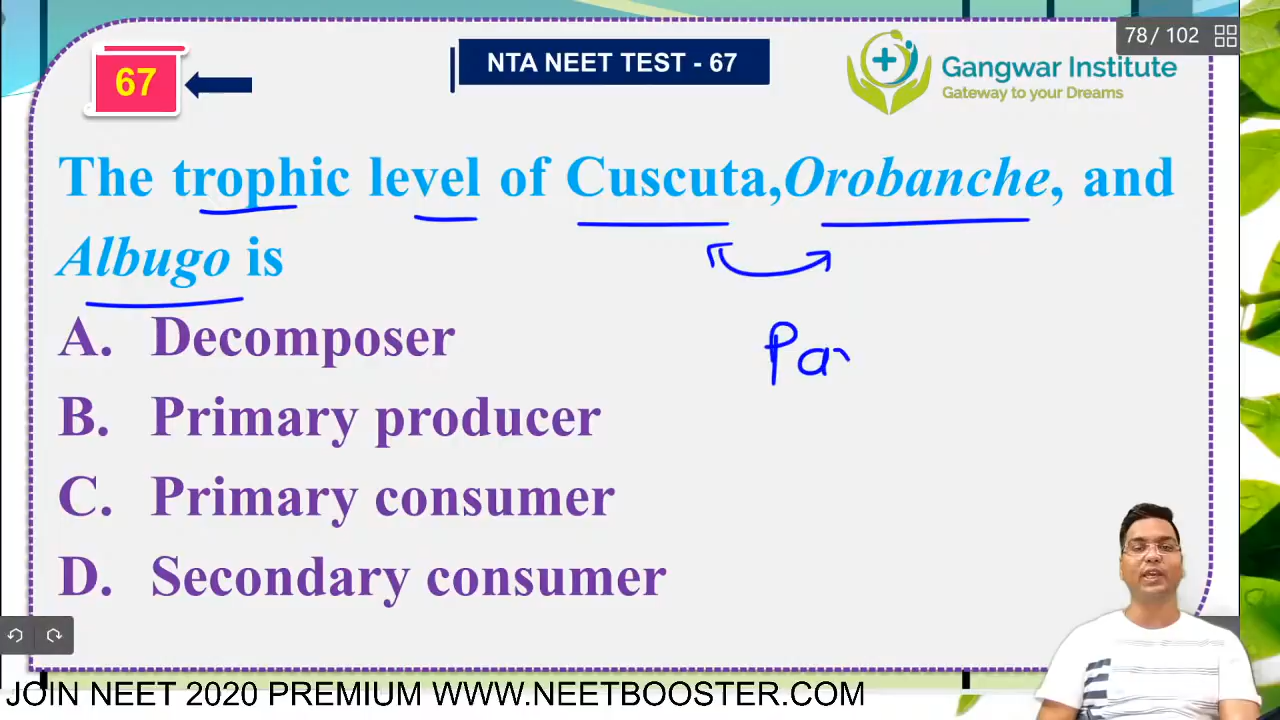 78 / 102
67
NTA NEET TEST - 67
Gangwar Institute
Gateway to your Dreams
The trophic level of Cuscuta, Orobanche, and
Albugo is
Pa
A. Decomposer
B. Primary producer
C. Primary consumer
D. Secondary consumer
JOIN NEET 2020 PREMIUM WWW.NEETBOOSTER.COM